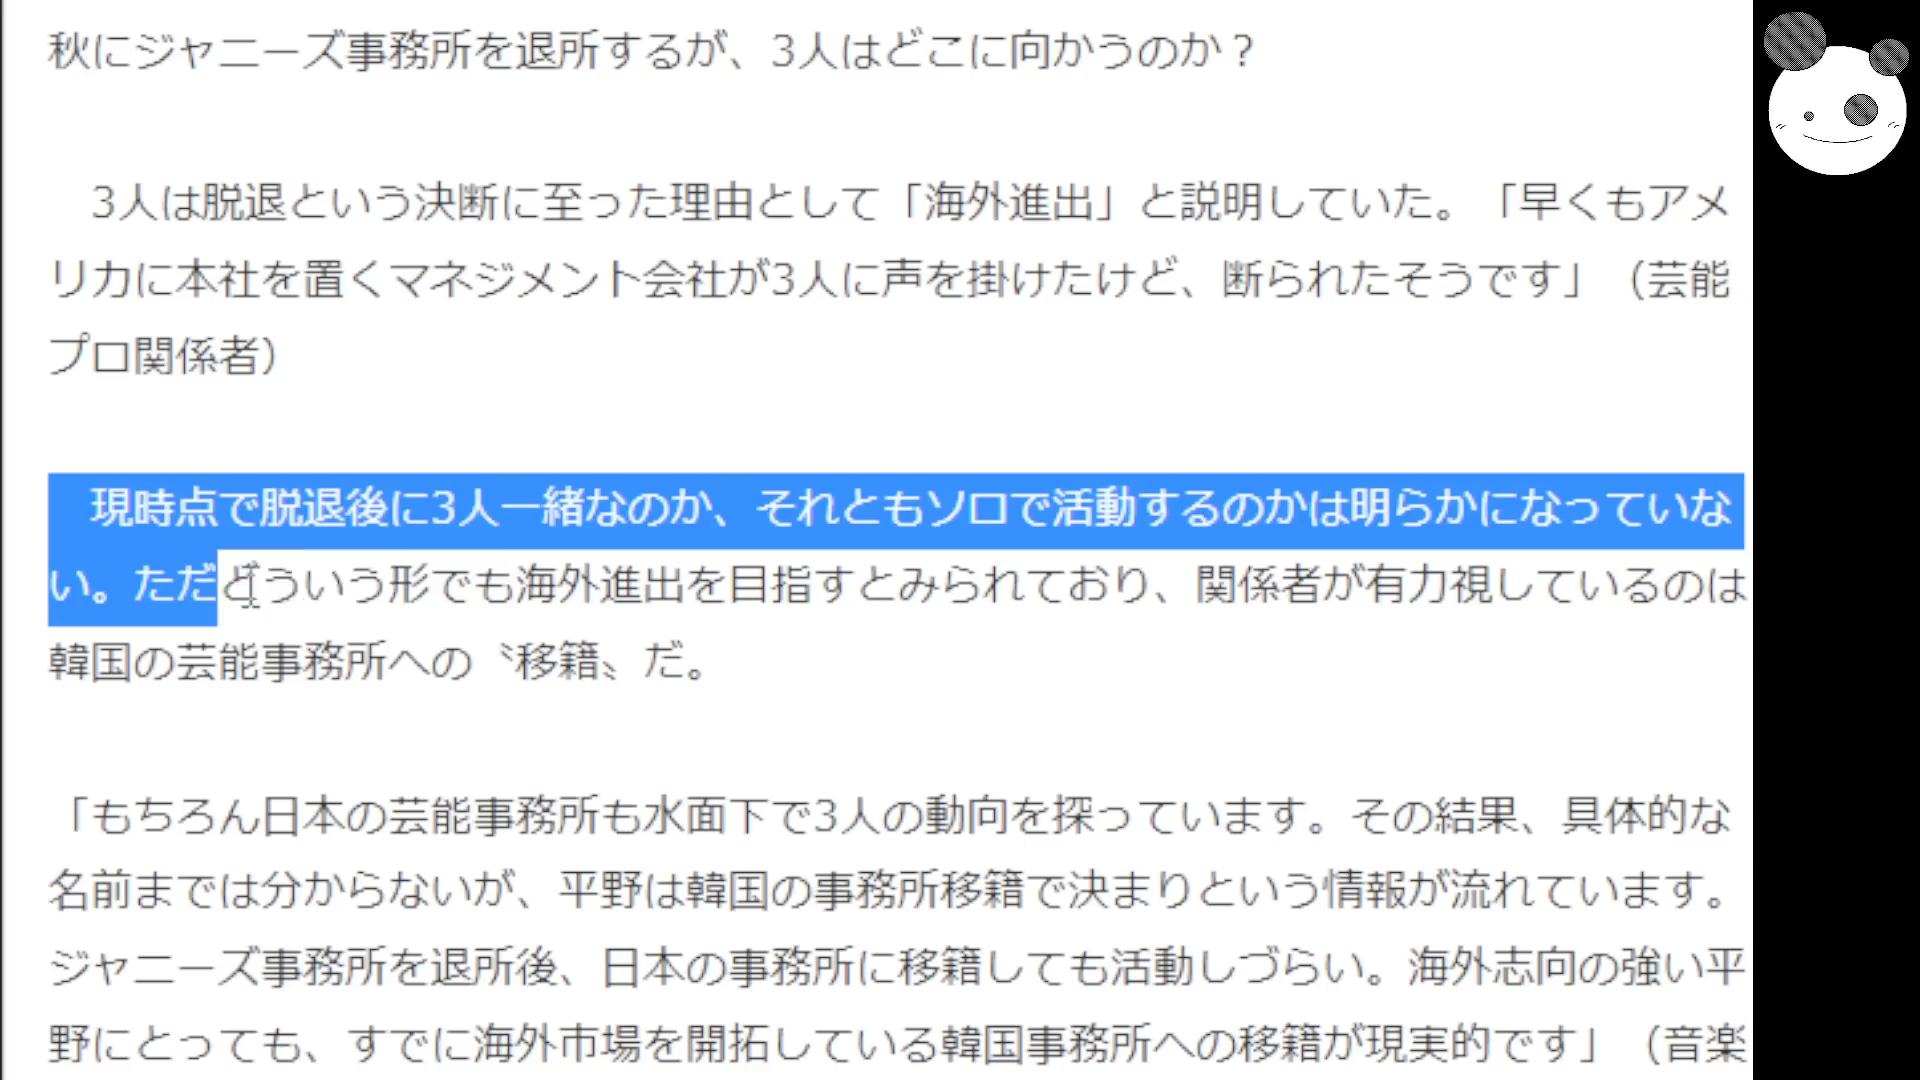 秋にジャニーズ事務所を退所するが、3人はどこに向かうのか？
　3人は脱退という決断に至った理由として「海外進出」と説明していた。「早くもアメ
リカに本社を置くマネジメント会社が3人に声を掛けたけど、断られたそうです」（芸能
プロ関係者）
　現時点で脱退後に3人一緒なのか、それともソロで活動するのかは明らかになっていな
い。ただどういう形でも海外進出を目指すとみられており、関係者が有力視しているのは
韓国の芸能事務所への〝移籍〟だ。
「もちろん日本の芸能事務所も水面下で3人の動向を探っています。その結果、具体的な
名前までは分からないが、平野は韓国の事務所移籍で決まりという情報が流れています。
ジャニーズ事務所を退所後、日本の事務所に移籍しても活動しづらい。海外志向の強い平
野にとっても、すでに海外市場を開拓している韓国事務所への移籍が現実的です」（音楽